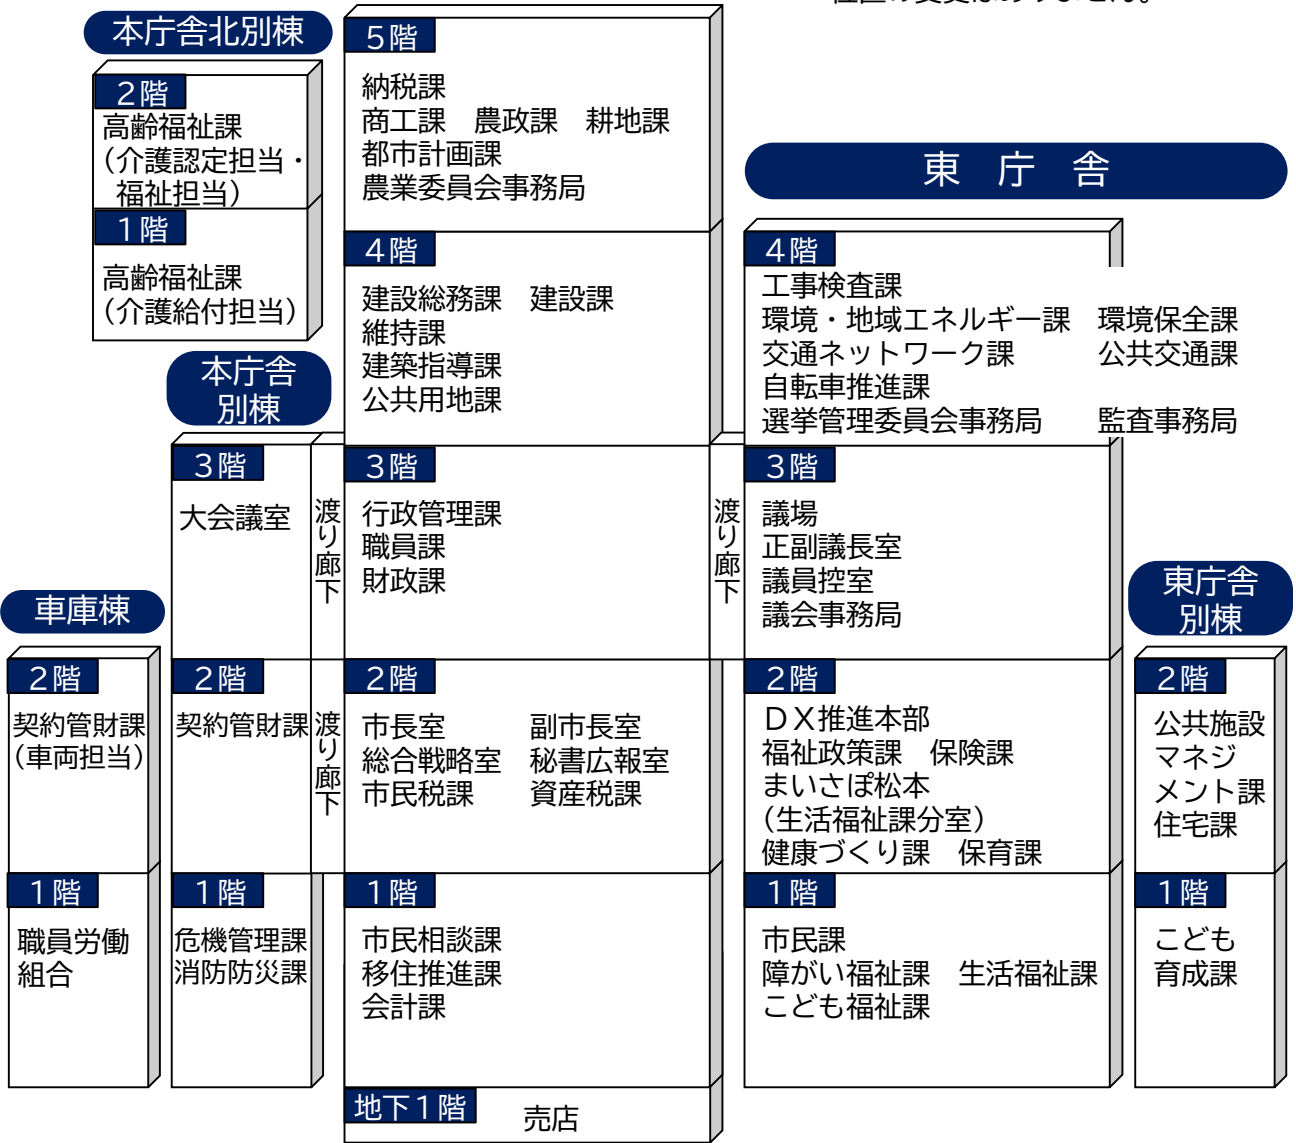 位置の変更はありません。
本庁舎北別棟
2階
高齢福祉課
(介護認定担当・
福祉担当)
1階
高齢福祉課
(介護給付担当)
5階
納税課
商工課　農政課　耕地課
都市計画課
農業委員会事務局
4階
建設総務課　建設課
維持課
建築指導課
公共用地課
3階
行政管理課
職員課
財政課
2階
市長室　副市長室
総合戦略室　秘書広報室
市民税課　資産税課
1階
市民相談課
移住推進課
会計課
地下1階
売店
本庁舎
別棟
3階
大会議室
渡り廊下
2階
契約管財課
渡り廊下
1階
危機管理課
消防防災課
車庫棟
2階
契約管財課
(車両担当)
1階
職員労働
組合
渡り廊下
東庁舎
4階
工事検査課
環境・地域エネルギー課　環境保全課
交通ネットワーク課　公共交通課
自転車推進課
選挙管理委員会事務局　監査事務局
3階
議場
正副議長室
議員控室
議会事務局
2階
DX推進本部
福祉政策課　保険課
まいさぽ松本
(生活福祉課分室)
健康づくり課　保育課
1階
市民課
障がい福祉課　生活福祉課
こども福祉課
東庁舎
別棟
2階
公共施設
マネジ
メント課
住宅課
1階
こども
育成課